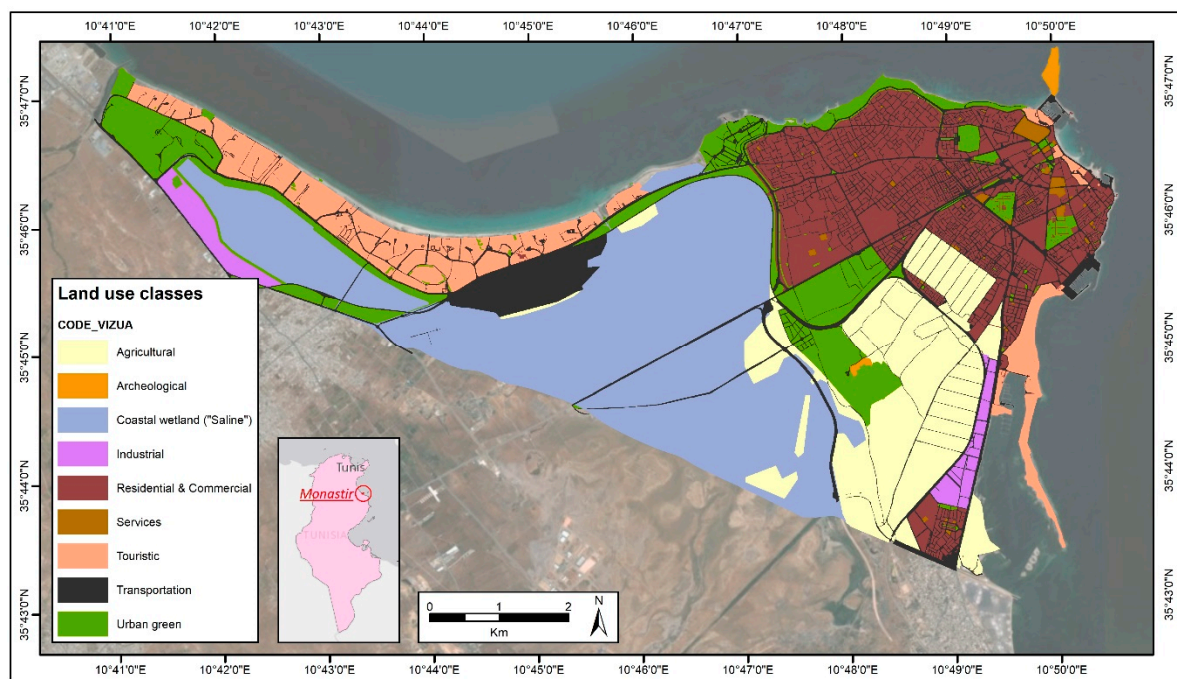 10°41'0"E 10°42'0"E 10°43'0"E 10°44'0"E 10°45'0"E 10°46'0"E 10°47'0"E 10°48'0"E 10°49'0"E 10°50'0"E
35°47'0"N
35°46'0"N
35°45'0"N
35°44'0"N
35°43'0"N
35°47'0"N
35°46'0"N
35°45'0"N
35°44'0"N
35°43'0"N
Land use classes
CODE_VIZUA
Agricultural
Archeological
Coastal wetland ("Saline")
Industrial
Residential & Commercial
Services
Touristic
Transportation
Urban green
Tunis
Monastir
TUNISIA
0 1 2
Km
N
10°41'0"E 10°42'0"E 10°43'0"E 10°44'0"E 10°45'0"E 10°46'0"E 10°47'0"E 10°48'0"E 10°49'0"E 10°50'0"E